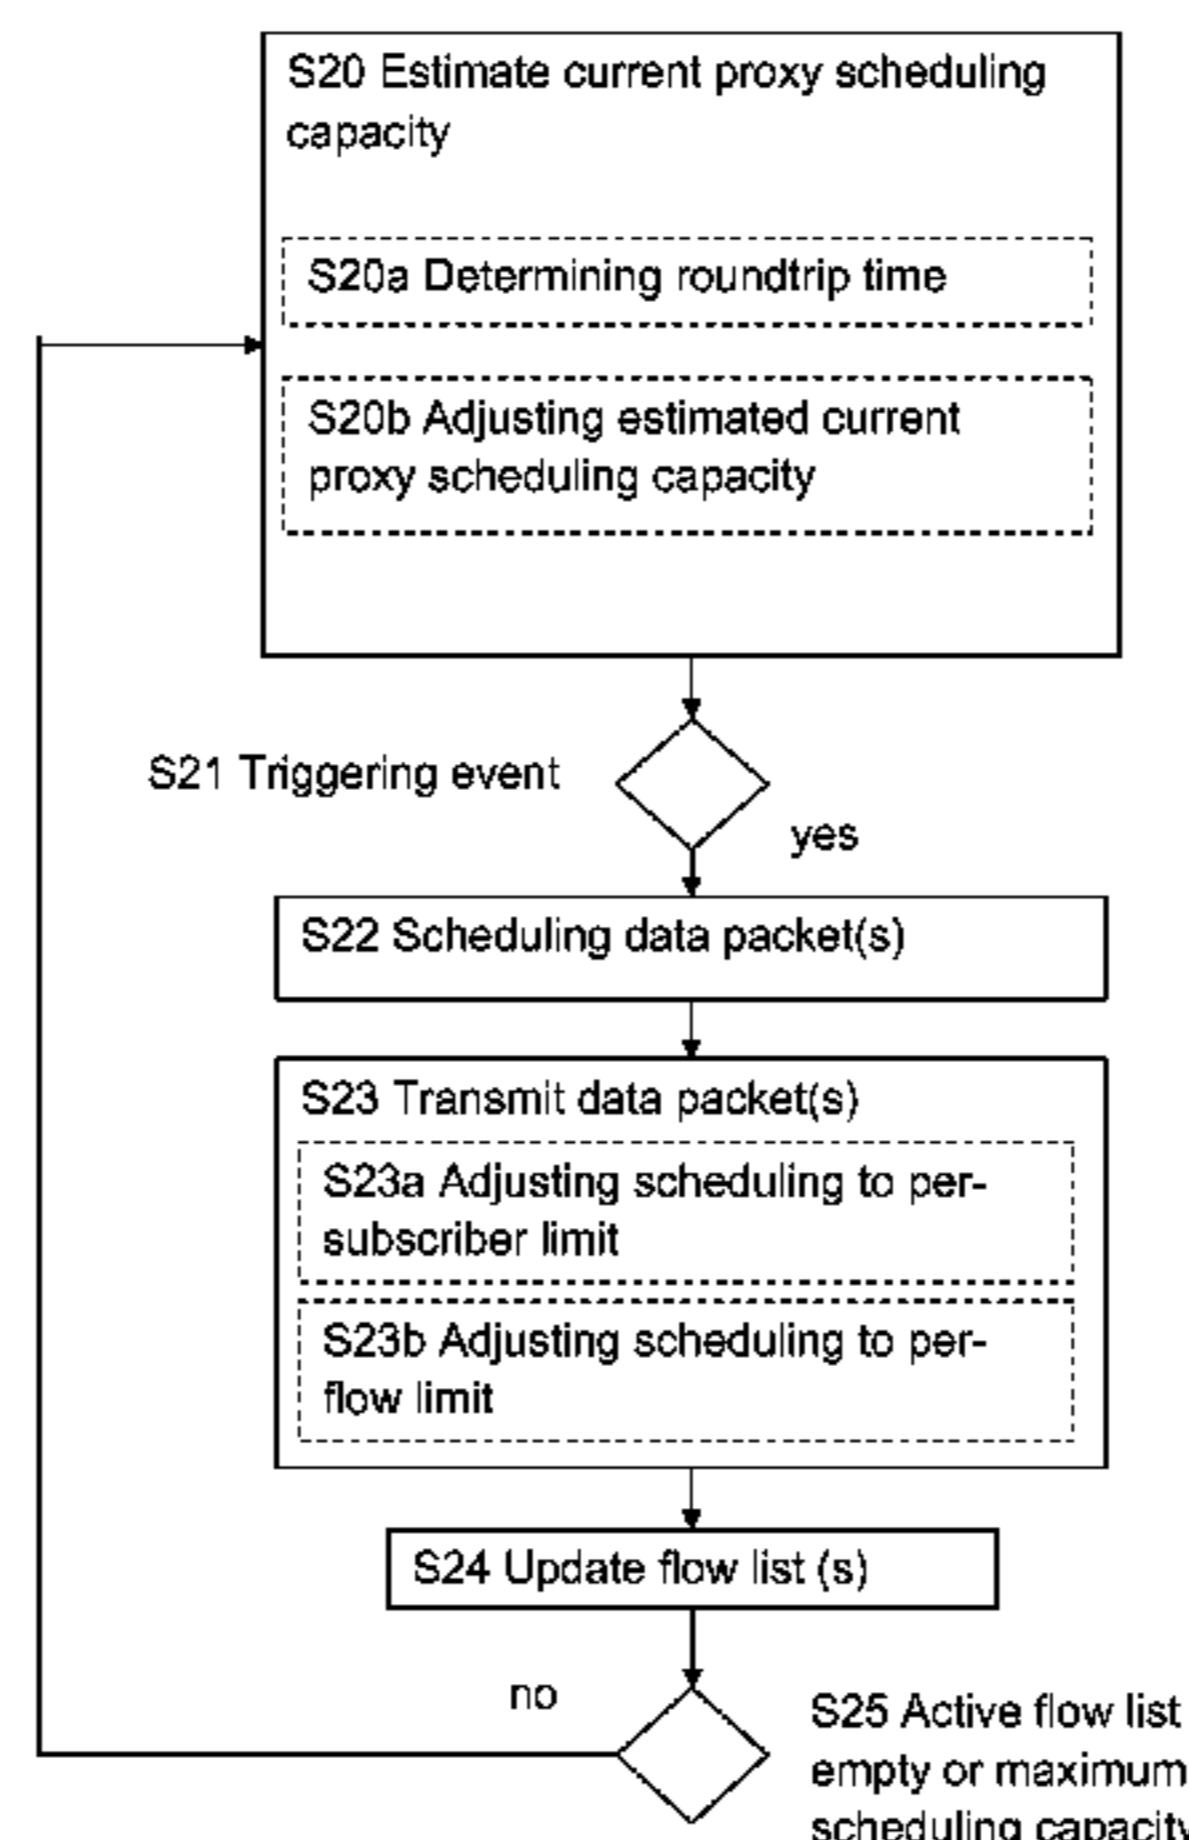 S20 Estimate current proxy scheduling
capacity
S20a Determining roundtrip time
S20b Adjusting estimated current
proxy scheduling capacity
S21 Triggering event
yes
S22 Scheduling data packet(s)
S23 Transmit data packet(s)
S23a Adjusting scheduling to per-
subscriber limit
S23b Adjusting scheduling to per-
flow limit
S24 Update flow list (s)
no
S25 Active flow list
empty or maximum
scheduling capacity